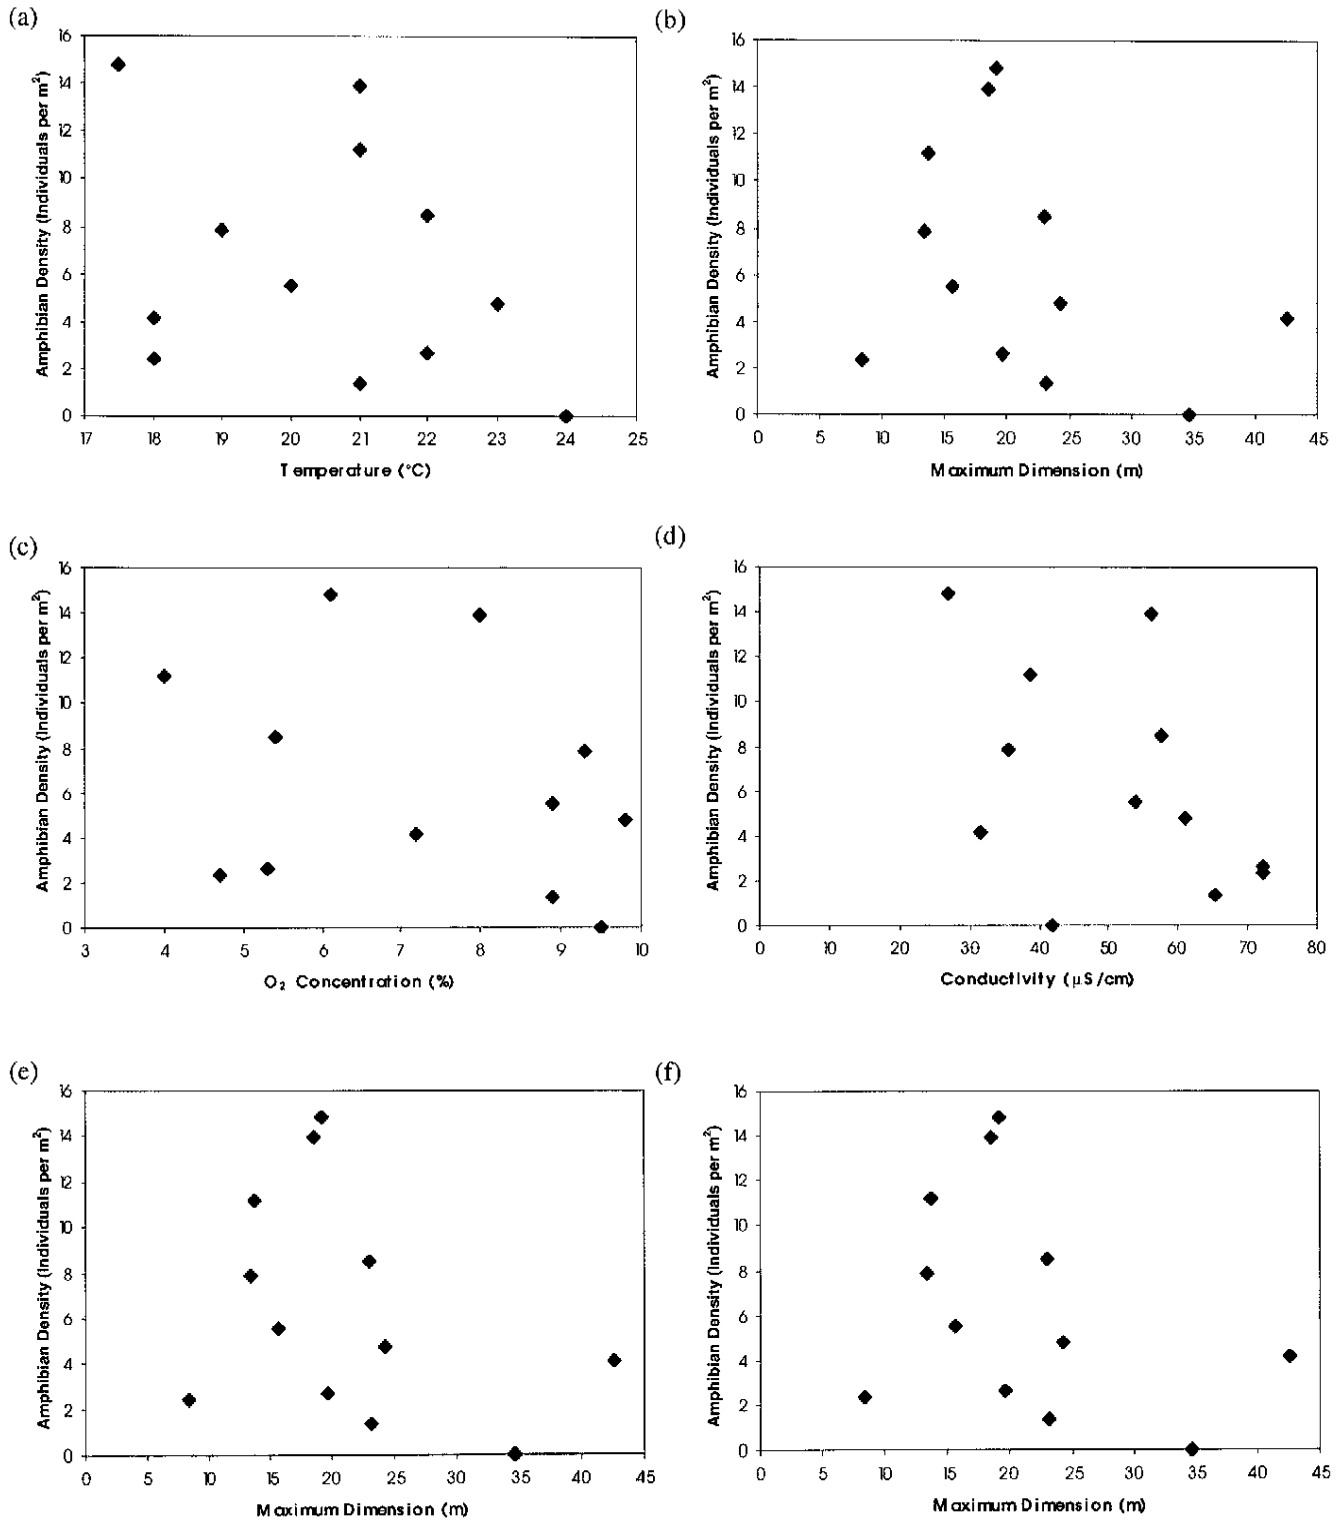 (a)
Amphibian Density (Individuals per m²)
16
14
12
10
8
6
4
2
0
17 18 19 20 21 22 23 24 25
Temperature (°C)
(b)
Amphibian Density (Individuals per m²)
16
14
12
10
8
6
4
2
0
0 5 10 15 20 25 30 35 40 45
Maximum Dimension (m)
(c)
Amphibian Density (Individuals per m²)
16
14
12
10
8
6
4
2
0
3 4 5 6 7 8 9 10
O₂ Concentration (%)
(d)
Amphibian Density (Individuals per m²)
16
14
12
10
8
6
4
2
0
0 10 20 30 40 50 60 70 80
Conductivity (µS/cm)
(e)
Amphibian Density (Individuals per m²)
16
14
12
10
8
6
4
2
0
0 5 10 15 20 25 30 35 40 45
Maximum Dimension (m)
(f)
Amphibian Density (Individuals per m²)
16
14
12
10
8
6
4
2
0
0 5 10 15 20 25 30 35 40 45
Maximum Dimension (m)